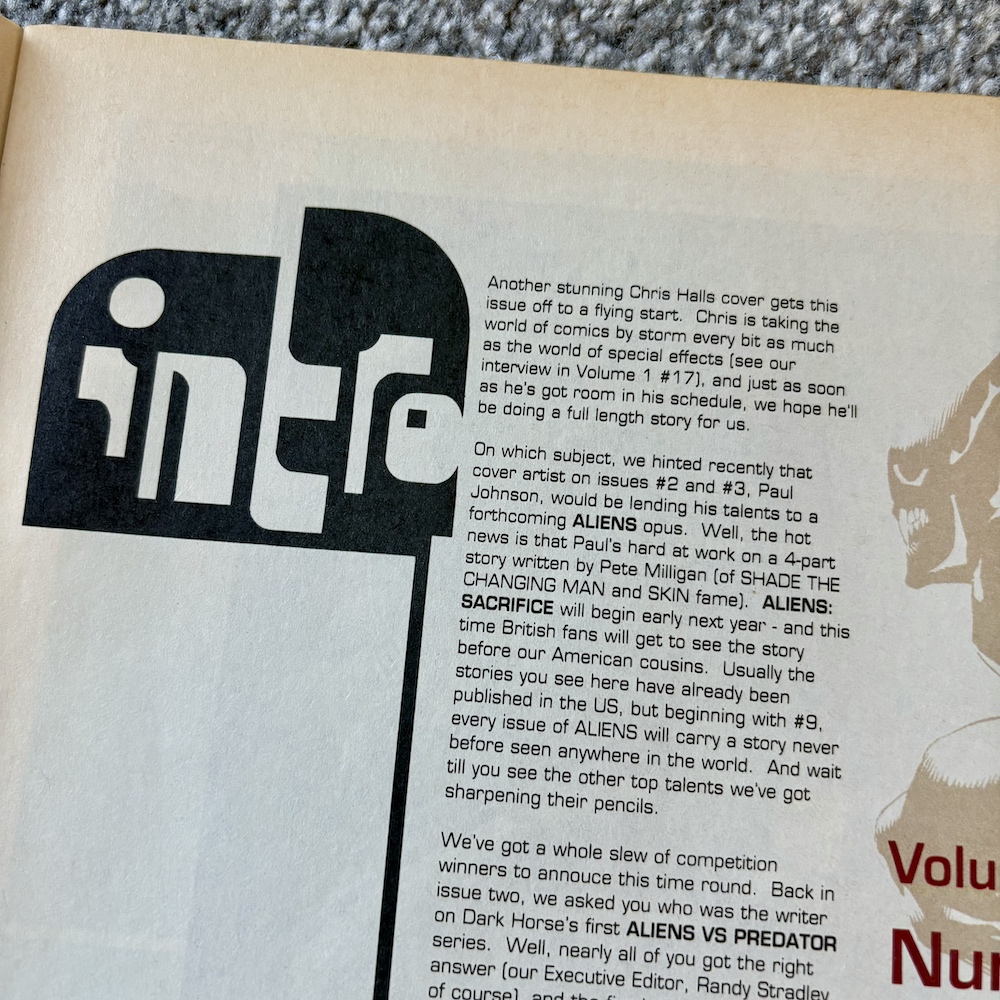 intro
Another stunning Chris Halls cover gets this
issue off to a flying start. Chris is taking the
world of comics by storm every bit as much
as the world of special effects (see our
interview in Volume 1 #17), and just as soon
as he's got room in his schedule, we hope he'll
be doing a full length story for us.
On which subject, we hinted recently that
cover artist on issues #2 and #3, Paul
Johnson, would be lending his talents to a
forthcoming ALIENS opus. Well, the hot
news is that Paul's hard at work on a 4-part
story written by Pete Milligan (of SHADE THE
CHANGING MAN and SKIN fame). ALIENS:
SACRIFICE will begin early next year - and this
time British fans will get to see the story
before our American cousins. Usually the
stories you see here have already been
published in the US, but beginning with #9,
every issue of ALIENS will carry a story never
before seen anywhere in the world. And wait
till you see the other top talents we've got
sharpening their pencils.
We've got a whole slew of competition
winners to annouce this time round. Back in
issue two, we asked you who was the writer
on Dark Horse's first ALIENS VS PREDATOR
series. Well, nearly all of you got the right
answer (our Executive Editor, Randy Stradley
of course), and the
Volu
Nu